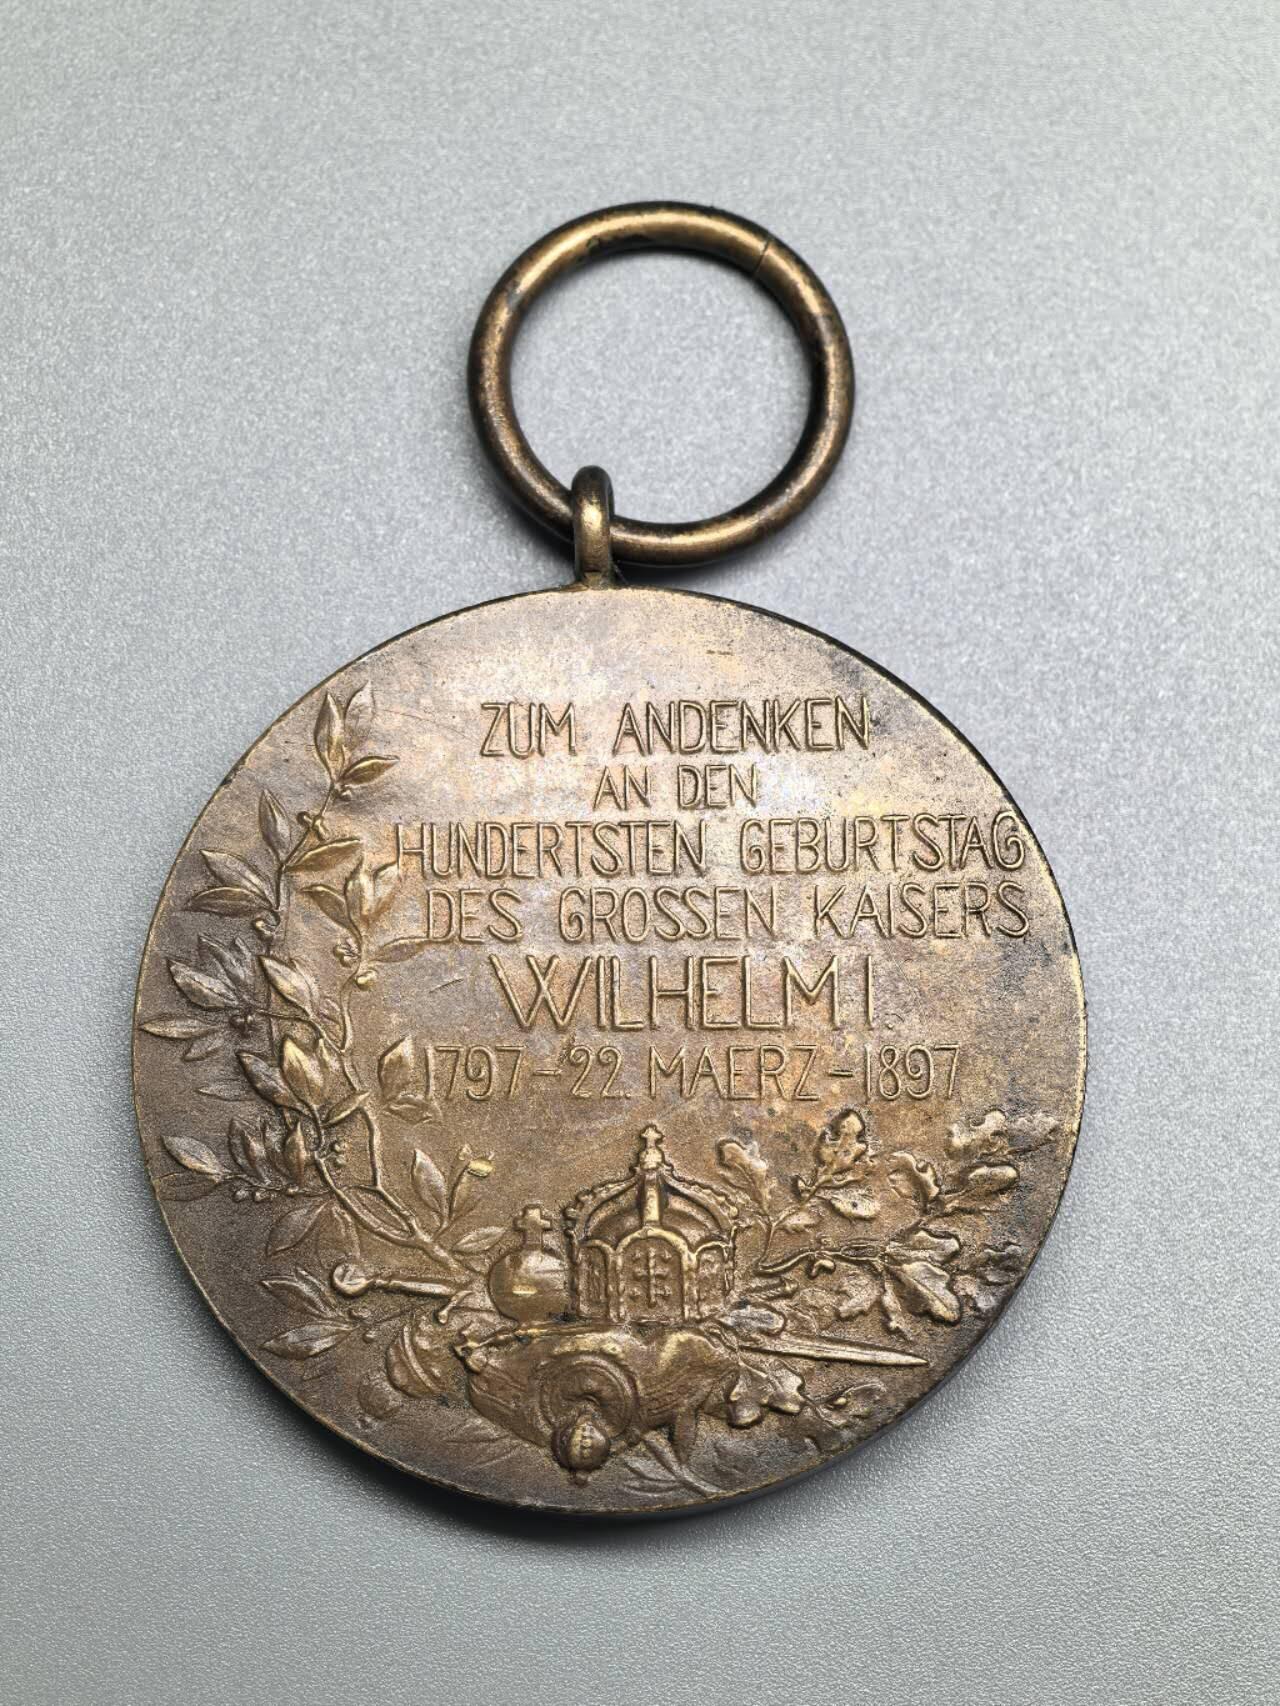 ZUM ANDENKEN
AN DEN
HUNDERTSTEN GEBURTSTAG
DES GROSSEN KAISERS
WILHELM I.
1797-22. MAERZ-1897